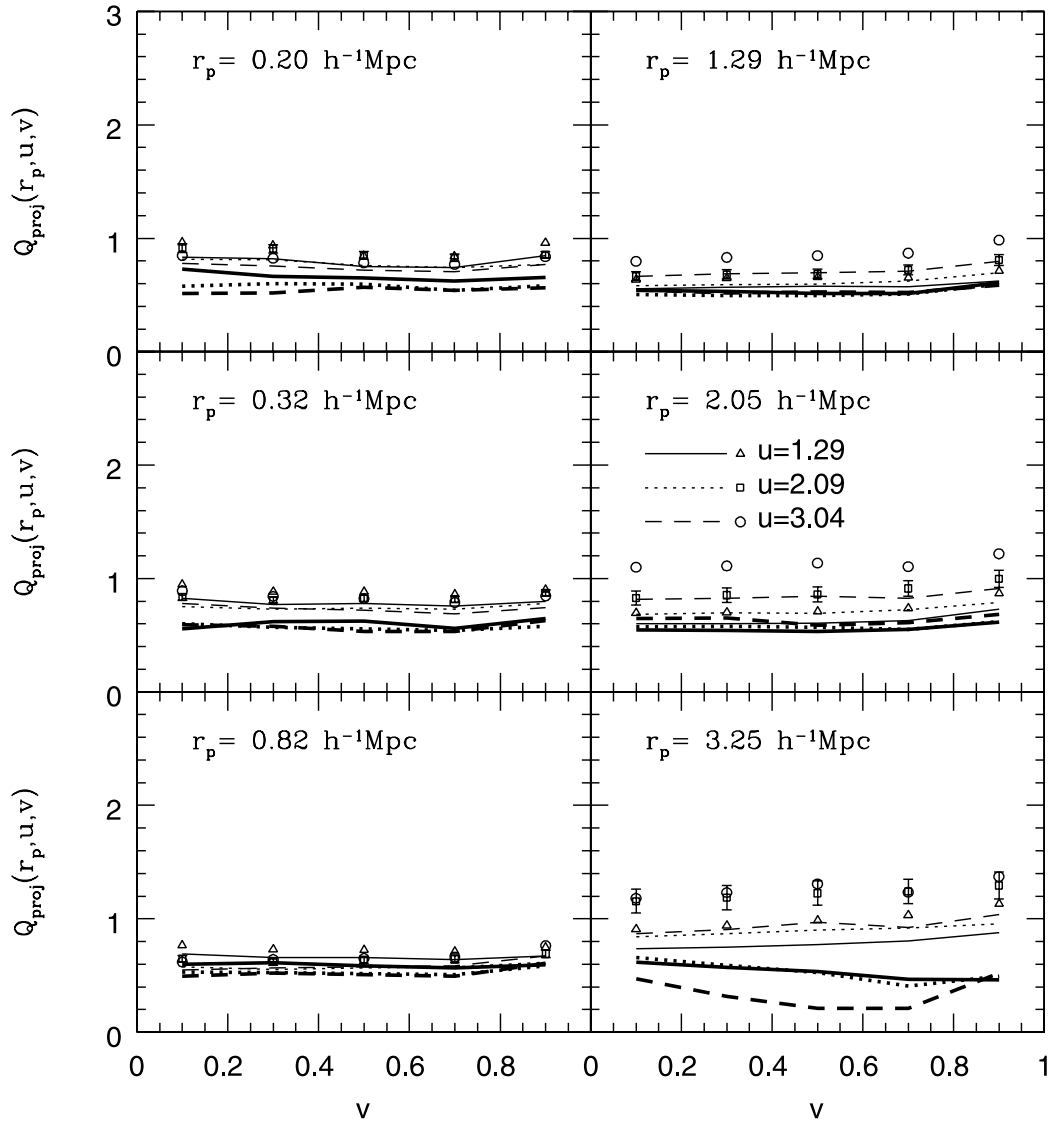 3
2
1
0
Q_proj(r_p,u,v)
r_p= 0.20 h⁻¹Mpc
r_p= 1.29 h⁻¹Mpc
2
1
0
Q_proj(r_p,u,v)
r_p= 0.32 h⁻¹Mpc
r_p= 2.05 h⁻¹Mpc
u=1.29
u=2.09
u=3.04
2
1
0
Q_proj(r_p,u,v)
r_p= 0.82 h⁻¹Mpc
r_p= 3.25 h⁻¹Mpc
0 0.2 0.4 0.6 0.8 0 0.2 0.4 0.6 0.8 1
v v